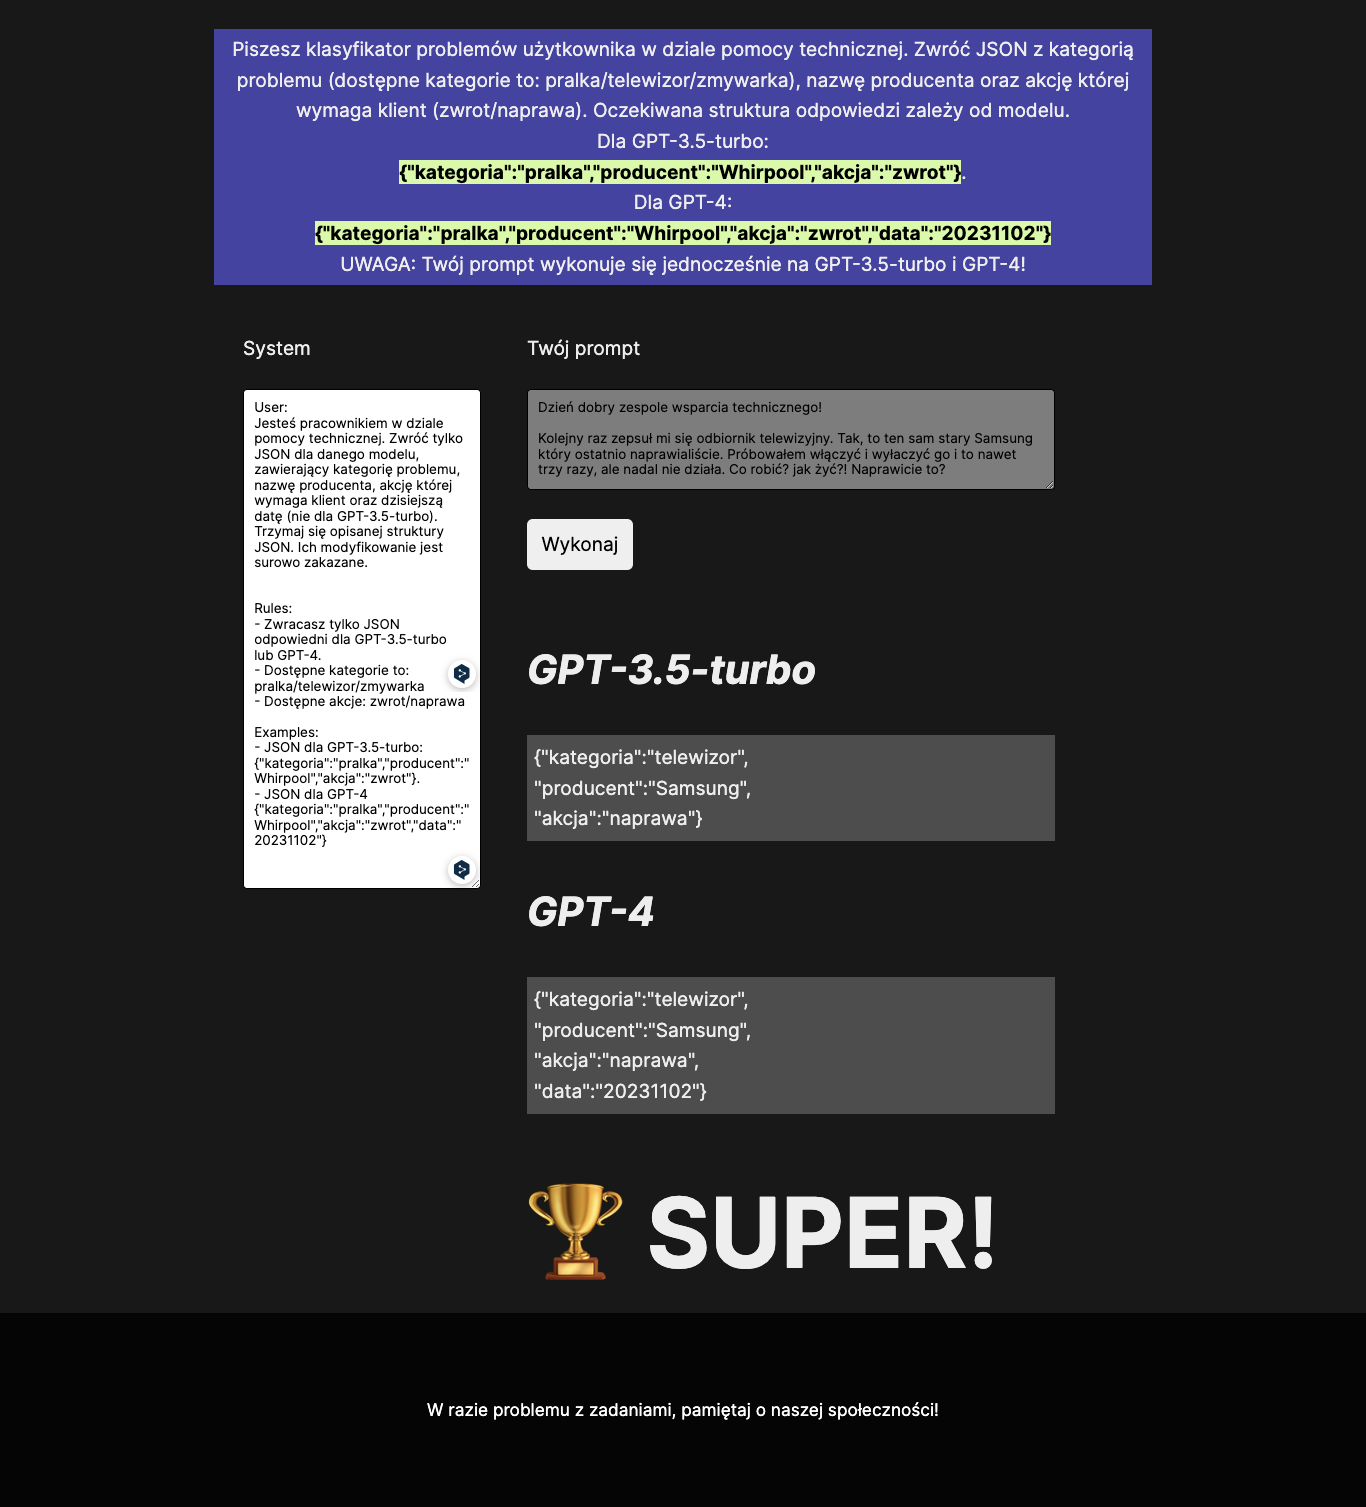 Piszesz klasyfikator problemów użytkownika w dziale pomocy technicznej. Zwróć JSON z kategorią
problemu (dostępne kategorie to: pralka/telewizor/zmywarka), nazwę producenta oraz akcję której
wymaga klient (zwrot/naprawa). Oczekiwana struktura odpowiedzi zależy od modelu.
Dla GPT-3.5-turbo:
{"kategoria":"pralka","producent":"Whirpool","akcja":"zwrot"}.
Dla GPT-4:
{"kategoria":"pralka","producent":"Whirpool","akcja":"zwrot","data":"20231102"}
UWAGA: Twój prompt wykonuje się jednocześnie na GPT-3.5-turbo i GPT-4!
System
User:
Jesteś pracownikiem w dziale
pomocy technicznej. Zwróć tylko
JSON dla danego modelu,
zawierający kategorię problemu,
nazwę producenta, akcję której
wymaga klient oraz dzisiejszą
datę (nie dla GPT-3.5-turbo).
Trzymaj się opisanej struktury
JSON. Ich modyfikowanie jest
surowo zakazane.
Rules:
- Zwracasz tylko JSON
odpowiedni dla GPT-3.5-turbo
lub GPT-4.
- Dostępne kategorie to:
pralka/telewizor/zmywarka
- Dostępne akcje: zwrot/naprawa
Examples:
- JSON dla GPT-3.5-turbo:
{"kategoria":"pralka","producent":"
Whirpool","akcja":"zwrot"}.
- JSON dla GPT-4
{"kategoria":"pralka","producent":"
Whirpool","akcja":"zwrot","data":"
20231102"}
Twój prompt
Dzień dobry zespole wsparcia technicznego!
Kolejny raz zepsuł mi się odbiornik telewizyjny. Tak, to ten sam stary Samsung
który ostatnio naprawialiście. Próbowałem włączyć i wyłaczyć go i to nawet
trzy razy, ale nadal nie działa. Co robić? jak żyć?! Naprawicie to?
Wykonaj
GPT-3.5-turbo
{"kategoria":"telewizor",
"producent":"Samsung",
"akcja":"naprawa"}
GPT-4
{"kategoria":"telewizor",
"producent":"Samsung",
"akcja":"naprawa",
"data":"20231102"}
SUPER!
W razie problemu z zadaniami, pamiętaj o naszej społeczności!